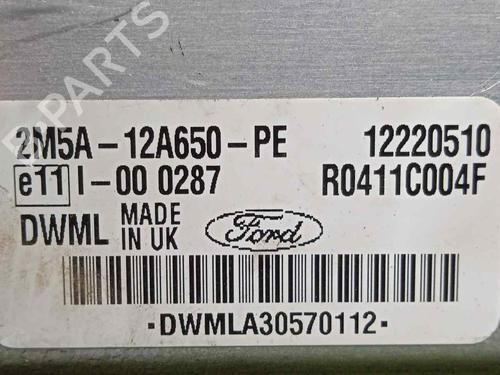 2M5A-12A650-PE 12220510
e11 I-00 0287 R0411C004F
DWML MADE IN UK Ford
·DWMLA30570112·
B-PARTS